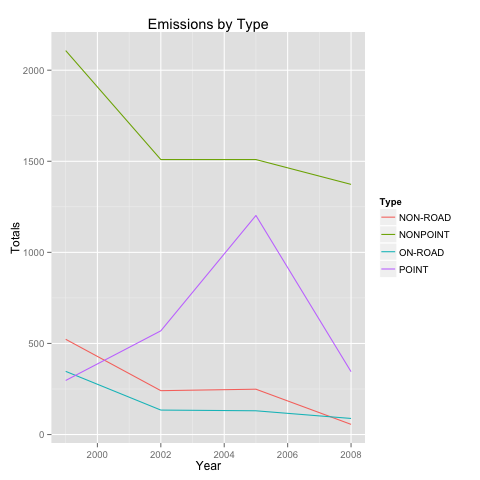 Emissions by Type
Totals
2000
1500
1000
500
0
2000 2002 2004 2006 2008
Year
Type
NON-ROAD
NONPOINT
ON-ROAD
POINT